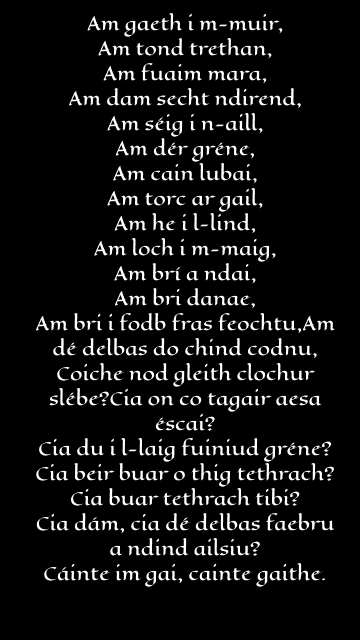 Am gaeth i m-muir,
Am tond trethan,
Am fuaim mara,
Am dam secht ndirend,
Am séig i n-aill,
Am dér gréne,
Am cain lubai,
Am torc ar gail,
Am he i l-lind,
Am loch i m-maig,
Am brí a ndai,
Am bri danae,
Am bri i fodb fras feochtu,Am
dé delbas do chind codnu,
Coiche nod gleith clochur
slébe?Cia on co tagair aesa
éscai?
Cia du i l-laig fuiniud gréne?
Cia beir buar o thig tethrach?
Cia buar tethrach tibi?
Cia dám, cia dé delbas faebru
a ndind ailsiu?
Cáinte im gai, cainte gaithe.